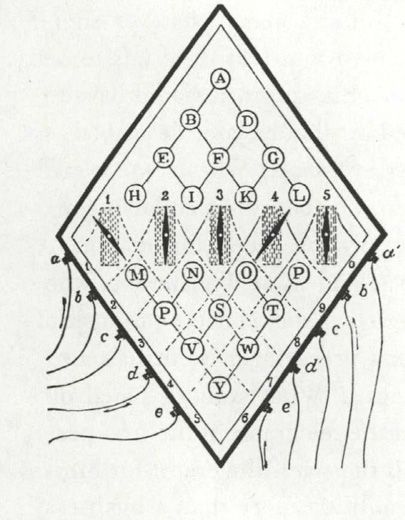 A
B D
E F G
H I K L
1 2 3 4 5
a a'
1 0
M N O P
b b'
2 9
P S T
c c'
3 8
V W
d d'
4 7
Y
e e'
5 6